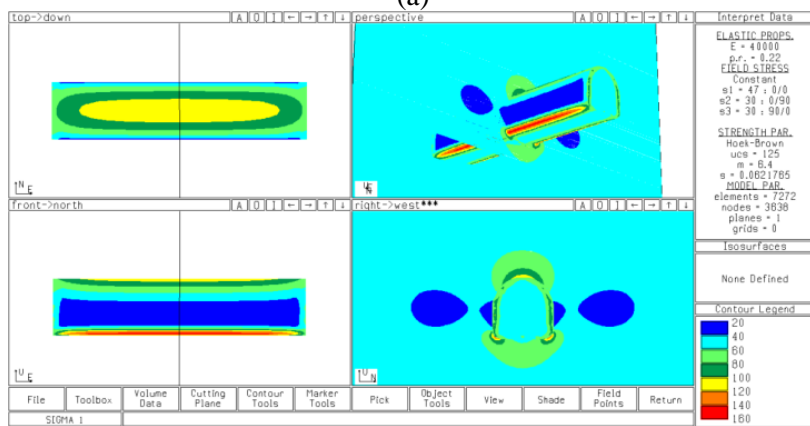 (a)
top->down [A][O][I][←][→][↑][↓]
perspective [A][O][I][←][→][↑][↓]
Interpret Data
ELASTIC PROPS.
E = 40000
p.r. = 0.22
FIELD STRESS
Constant
s1 = 47 : 0/0
s2 = 30 : 0/90
s3 = 30 : 90/0
STRENGTH PAR.
Hoek-Brown
ucs = 125
m = 6.4
s = 0.0621765
MODEL PAR.
elements = 7272
nodes = 3638
planes = 1
grids = 0
N
E
front->north [A][O][I][←][→][↑][↓]
right->west*** [A][O][I][←][→][↑][↓]
Isosurfaces
None Defined
Contour Legend
20
40
60
80
100
120
140
160
U
E
U
N
File
Toolbox
Volume
Data
Cutting
Plane
Contour
Tools
Marker
Tools
Pick
Object
Tools
View
Shade
Field
Points
Return
SIGMA 1